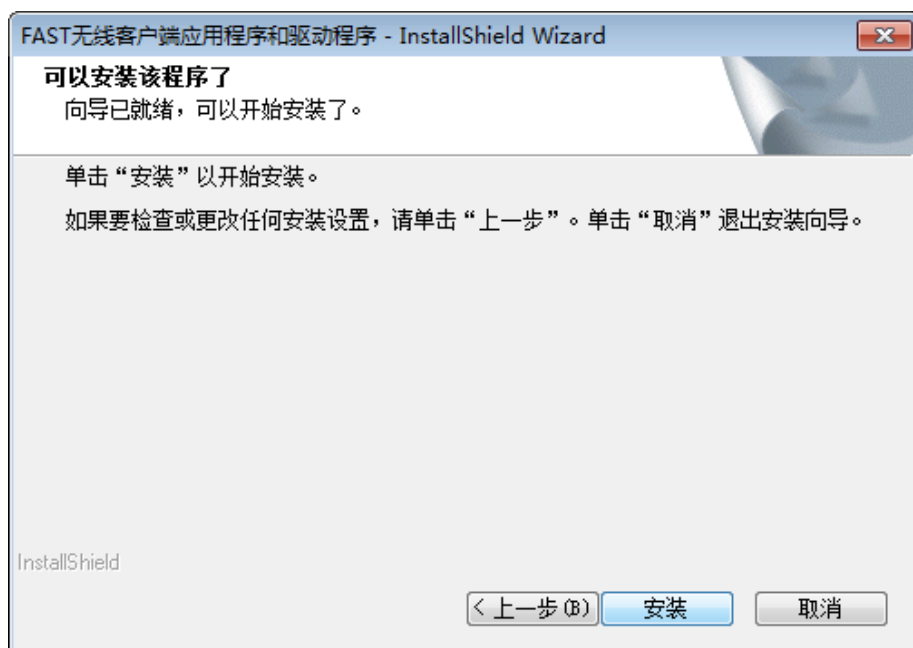 FAST无线客户端应用程序和驱动程序 - InstallShield Wizard
可以安装该程序了
向导已就绪，可以开始安装了。
单击“安装”以开始安装。
如果要检查或更改任何安装设置，请单击“上一步”。单击“取消”退出安装向导。
InstallShield
< 上一步(B) 安装 取消